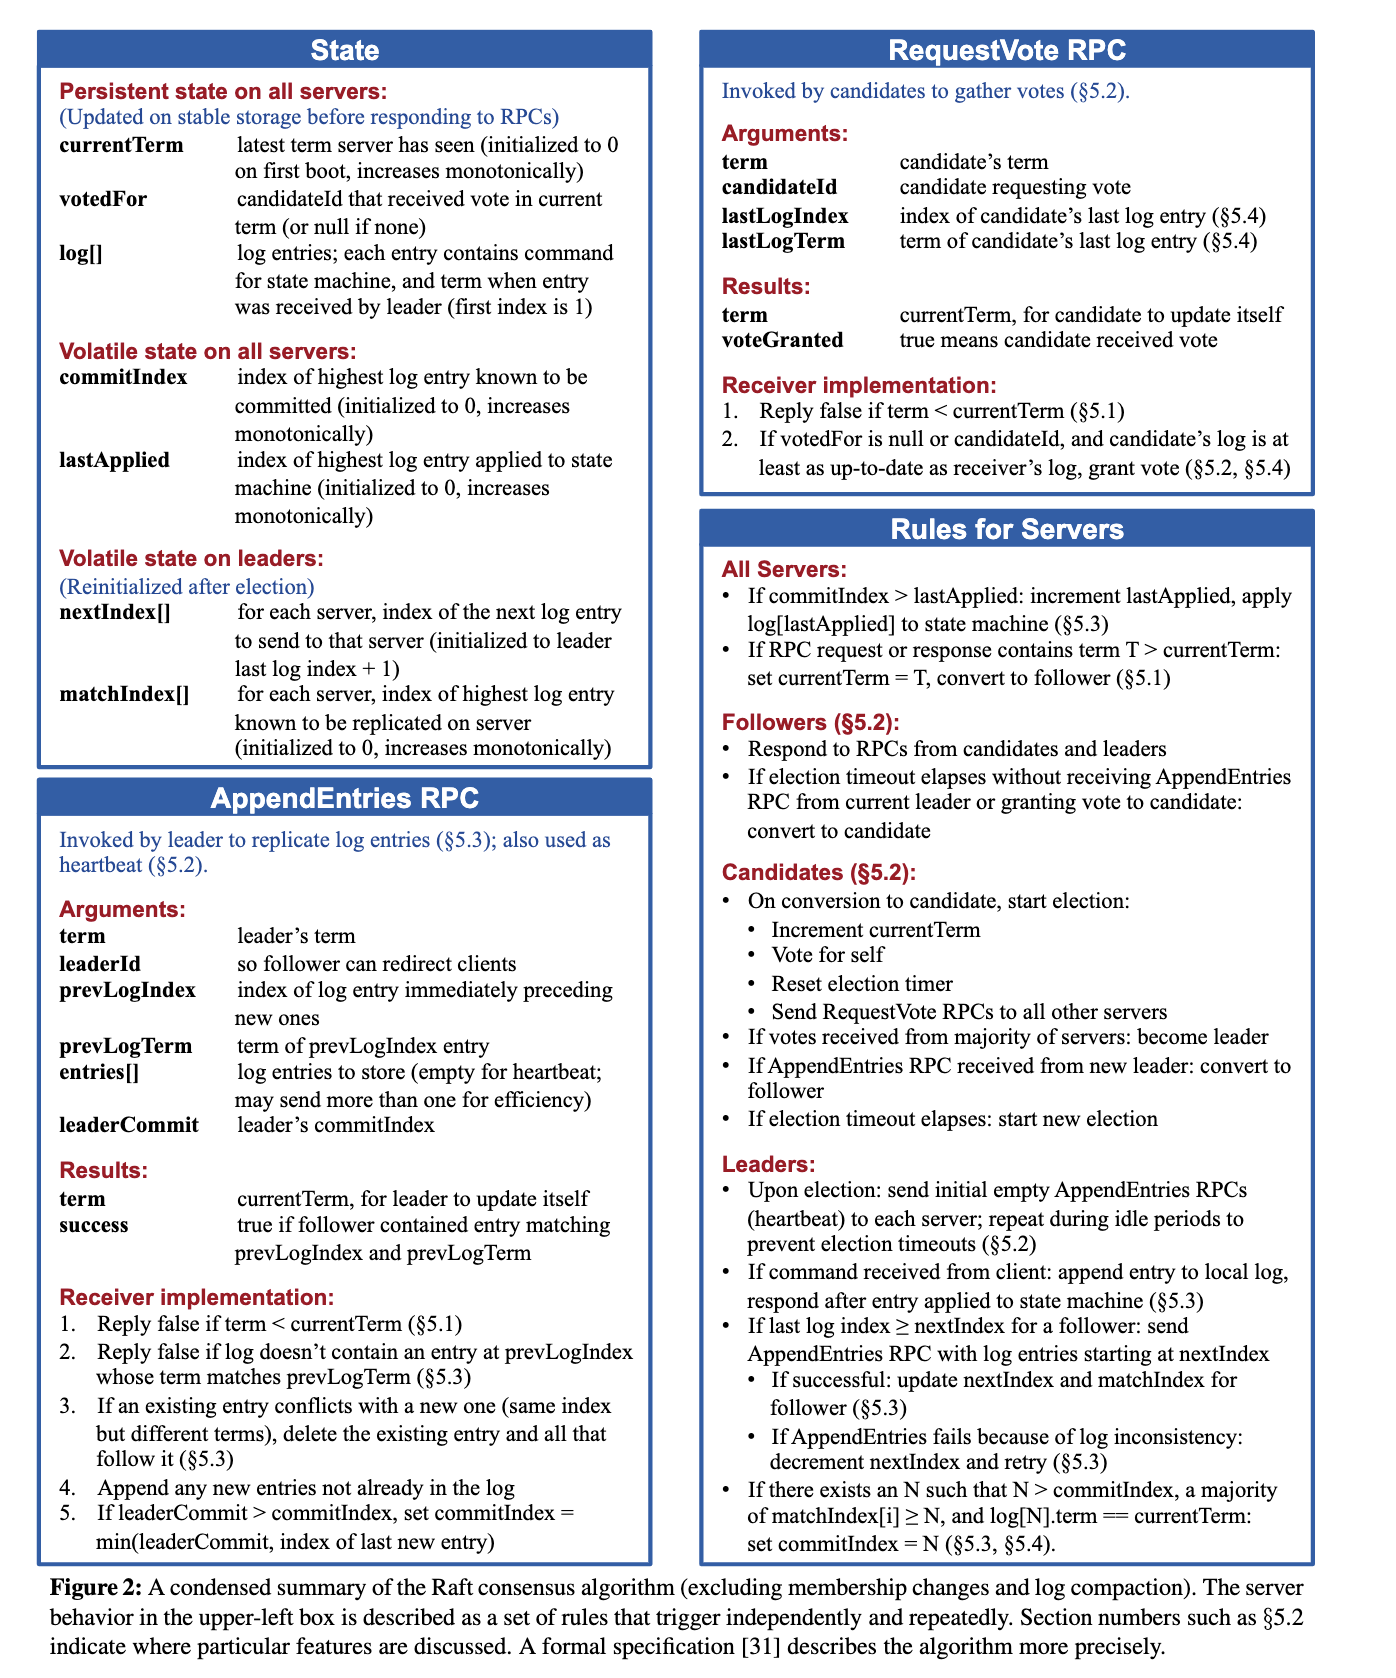 State
Persistent state on all servers:
(Updated on stable storage before responding to RPCs)
currentTerm latest term server has seen (initialized to 0
on first boot, increases monotonically)
votedFor candidateId that received vote in current
term (or null if none)
log[] log entries; each entry contains command
for state machine, and term when entry
was received by leader (first index is 1)
Volatile state on all servers:
commitIndex index of highest log entry known to be
committed (initialized to 0, increases
monotonically)
lastApplied index of highest log entry applied to state
machine (initialized to 0, increases
monotonically)
Volatile state on leaders:
(Reinitialized after election)
nextIndex[] for each server, index of the next log entry
to send to that server (initialized to leader
last log index + 1)
matchIndex[] for each server, index of highest log entry
known to be replicated on server
(initialized to 0, increases monotonically)
AppendEntries RPC
Invoked by leader to replicate log entries (§5.3); also used as
heartbeat (§5.2).
Arguments:
term leader’s term
leaderId so follower can redirect clients
prevLogIndex index of log entry immediately preceding
new ones
prevLogTerm term of prevLogIndex entry
entries[] log entries to store (empty for heartbeat;
may send more than one for efficiency)
leaderCommit leader’s commitIndex
Results:
term currentTerm, for leader to update itself
success true if follower contained entry matching
prevLogIndex and prevLogTerm
Receiver implementation:
1. Reply false if term < currentTerm (§5.1)
2. Reply false if log doesn’t contain an entry at prevLogIndex
whose term matches prevLogTerm (§5.3)
3. If an existing entry conflicts with a new one (same index
but different terms), delete the existing entry and all that
follow it (§5.3)
4. Append any new entries not already in the log
5. If leaderCommit > commitIndex, set commitIndex =
min(leaderCommit, index of last new entry)
RequestVote RPC
Invoked by candidates to gather votes (§5.2).
Arguments:
term candidate’s term
candidateId candidate requesting vote
lastLogIndex index of candidate’s last log entry (§5.4)
lastLogTerm term of candidate’s last log entry (§5.4)
Results:
term currentTerm, for candidate to update itself
voteGranted true means candidate received vote
Receiver implementation:
1. Reply false if term < currentTerm (§5.1)
2. If votedFor is null or candidateId, and candidate’s log is at
least as up-to-date as receiver’s log, grant vote (§5.2, §5.4)
Rules for Servers
All Servers:
• If commitIndex > lastApplied: increment lastApplied, apply
log[lastApplied] to state machine (§5.3)
• If RPC request or response contains term T > currentTerm:
set currentTerm = T, convert to follower (§5.1)
Followers (§5.2):
• Respond to RPCs from candidates and leaders
• If election timeout elapses without receiving AppendEntries
RPC from current leader or granting vote to candidate:
convert to candidate
Candidates (§5.2):
• On conversion to candidate, start election:
• Increment currentTerm
• Vote for self
• Reset election timer
• Send RequestVote RPCs to all other servers
• If votes received from majority of servers: become leader
• If AppendEntries RPC received from new leader: convert to
follower
• If election timeout elapses: start new election
Leaders:
• Upon election: send initial empty AppendEntries RPCs
(heartbeat) to each server; repeat during idle periods to
prevent election timeouts (§5.2)
• If command received from client: append entry to local log,
respond after entry applied to state machine (§5.3)
• If last log index ≥ nextIndex for a follower: send
AppendEntries RPC with log entries starting at nextIndex
• If successful: update nextIndex and matchIndex for
follower (§5.3)
• If AppendEntries fails because of log inconsistency:
decrement nextIndex and retry (§5.3)
• If there exists an N such that N > commitIndex, a majority
of matchIndex[i] ≥ N, and log[N].term == currentTerm:
set commitIndex = N (§5.3, §5.4).
Figure 2: A condensed summary of the Raft consensus algorithm (excluding membership changes and log compaction). The server
behavior in the upper-left box is described as a set of rules that trigger independently and repeatedly. Section numbers such as §5.2
indicate where particular features are discussed. A formal specification [31] describes the algorithm more precisely.